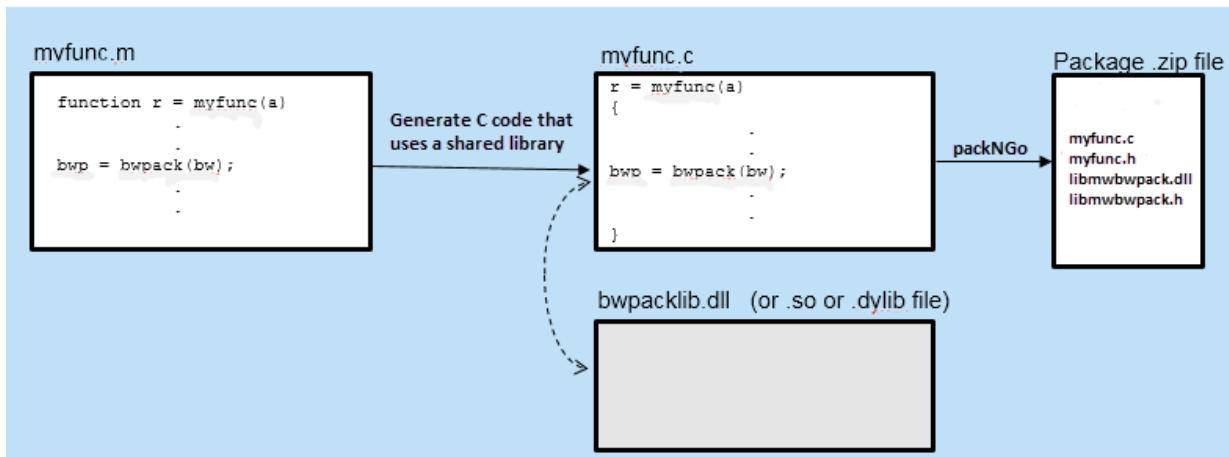 myfunc.m
function r = myfunc(a)
.
.
bwp = bwpack(bw);
.
.
Generate C code that
uses a shared library
myfunc.c
r = myfunc(a)
{
.
.
bwp = bwpack(bw);
.
.
}
packNGo
Package .zip file
myfunc.c
myfunc.h
libmwbwpack.dll
libmwbwpack.h
bwpacklib.dll (or .so or .dylib file)